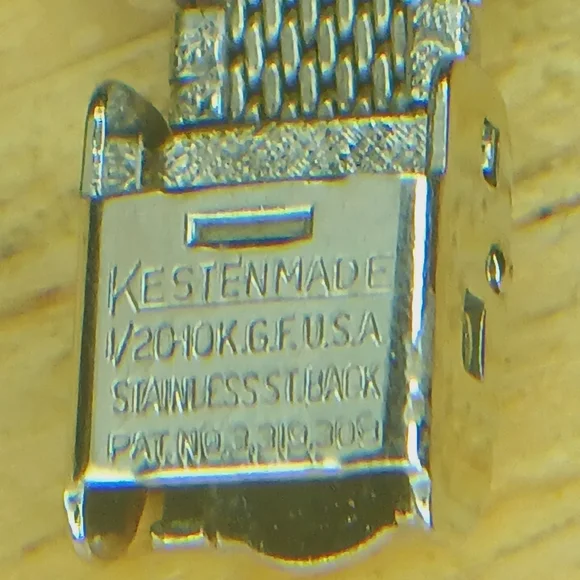 KESTENMADE
1/20-10K.G.F.U.S.A
STAINLESS ST.BACK
PAT.NO.3,319,309